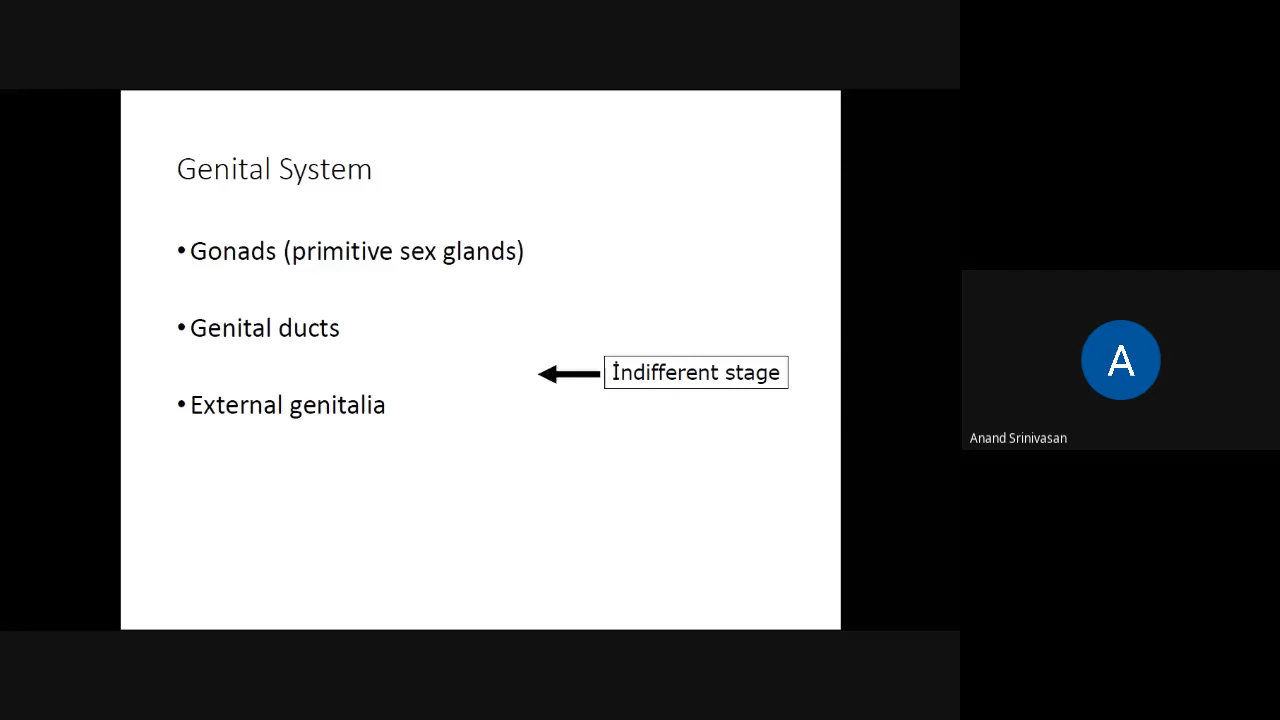 Genital System
• Gonads (primitive sex glands)
• Genital ducts
İndifferent stage
• External genitalia
A
Anand Srinivasan